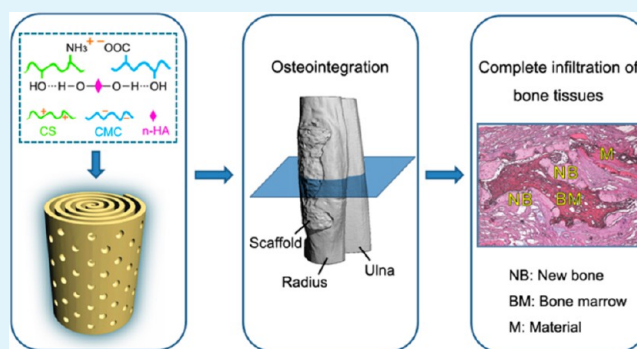 NH₃⁺ ⁻OOC
HO···H-O O-H···OH
CS CMC n-HA
Osteointegration
Scaffold
Radius
Ulna
Complete infiltration of
bone tissues
M
NB
NB BM
NB: New bone
BM: Bone marrow
M: Material